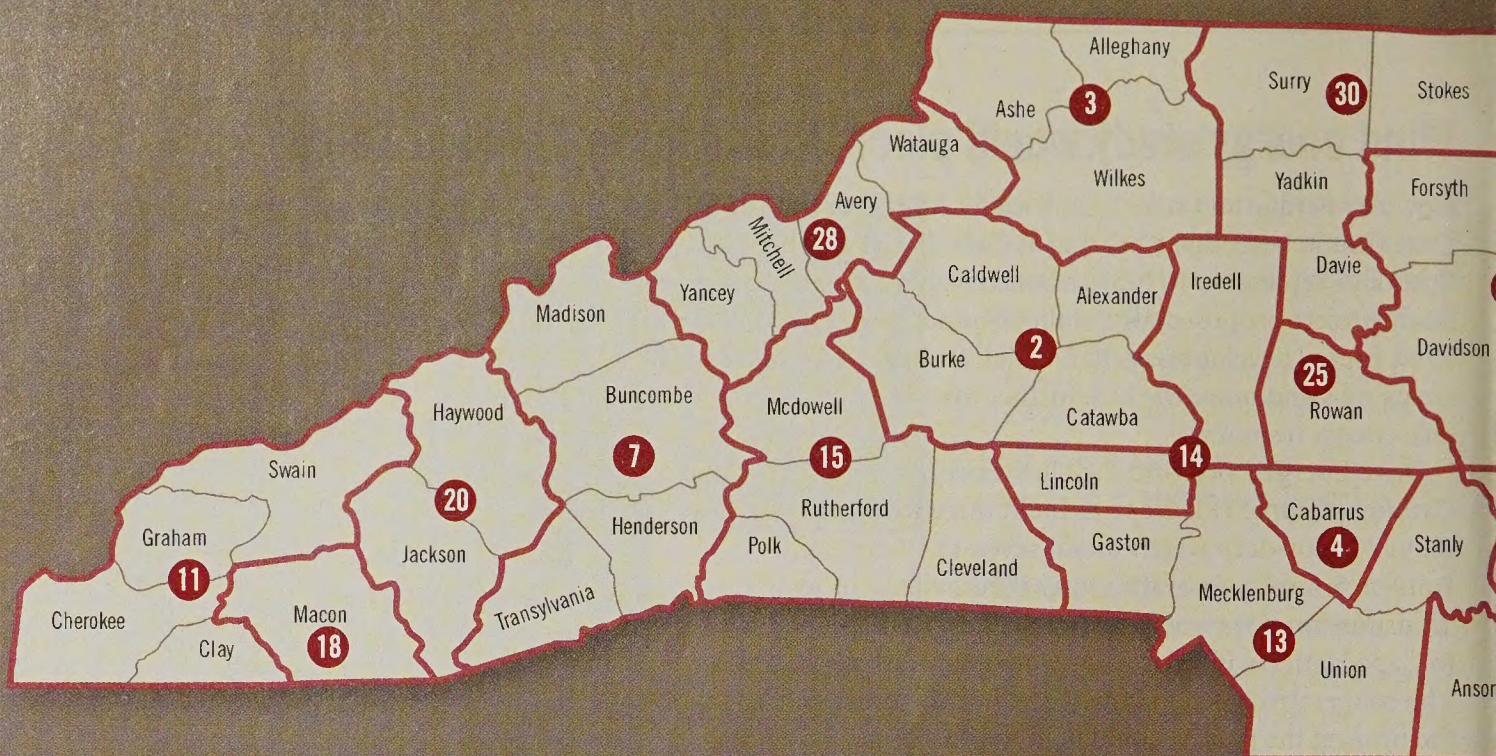 Alleghany
Surry
30
Stokes
Ashe
3
Watauga
Wilkes
Yadkin
Forsyth
Avery
Mitchell
28
Caldwell
Alexander
Iredell
Davie
Yancey
Madison
Burke
2
Davidson
25
Rowan
Buncombe
Haywood
Mcdowell
Catawba
7
15
14
Swain
20
Lincoln
Rutherford
Cabarrus
4
Henderson
Graham
Jackson
Polk
Gaston
Stanly
11
Cleveland
Mecklenburg
Transylvania
Cherokee
Macon
18
Clay
13
Union
Anson